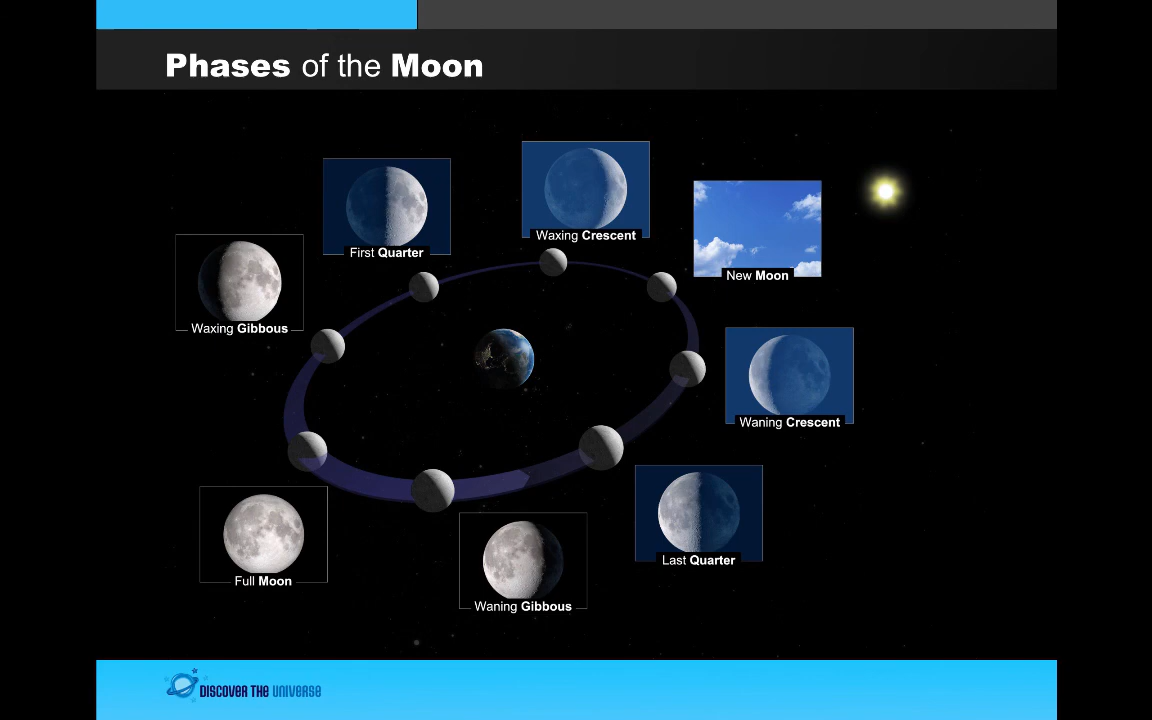 Phases of the Moon
Waxing Crescent
First Quarter
New Moon
Waxing Gibbous
Waning Crescent
Last Quarter
Full Moon
Waning Gibbous
DISCOVER THE UNIVERSE